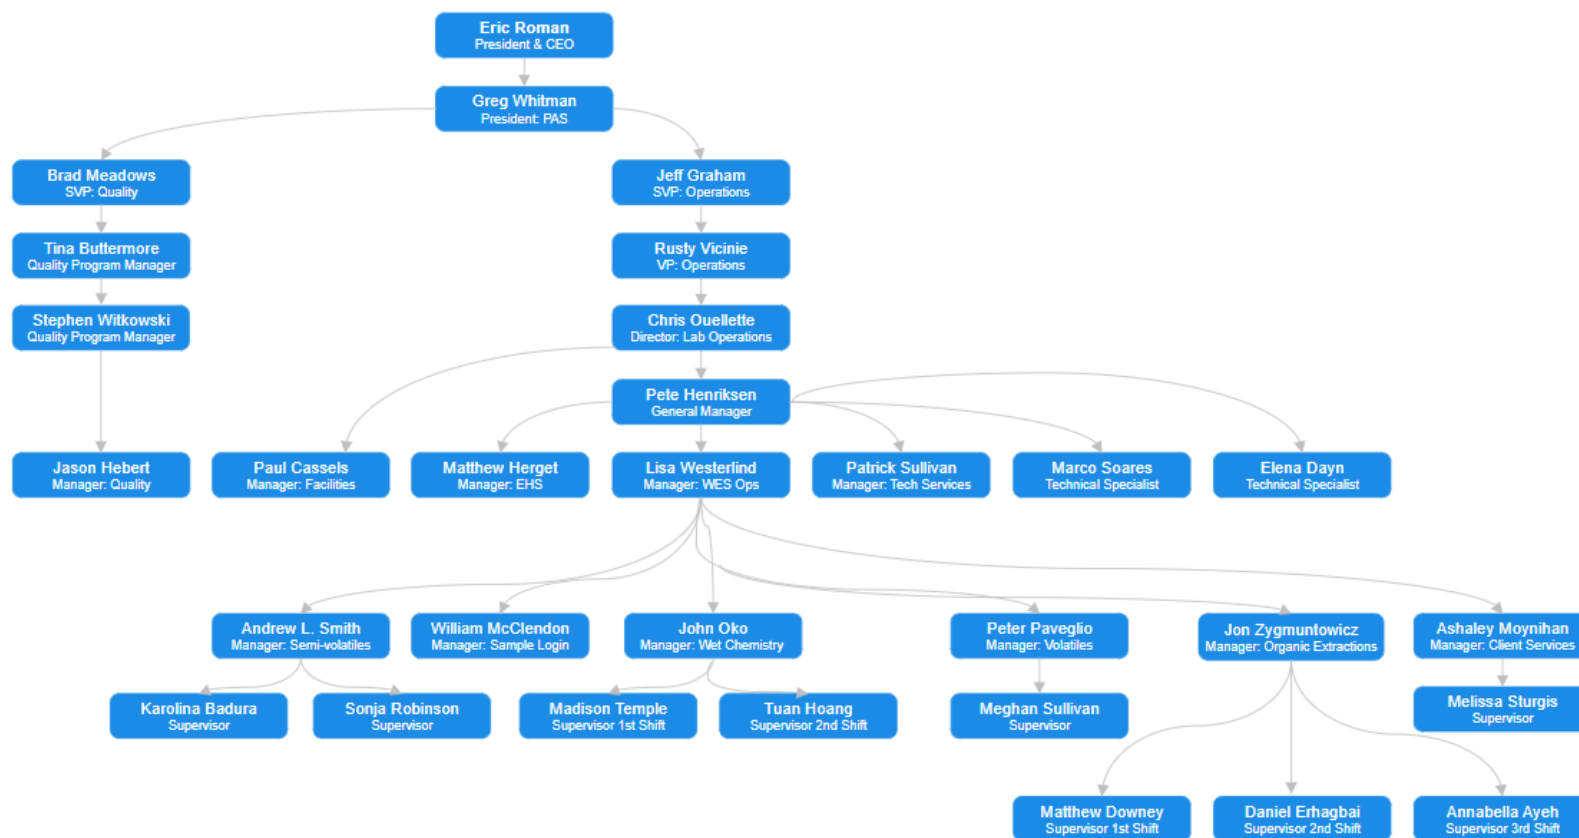 Eric Roman
President & CEO
Greg Whitman
President: PAS
Brad Meadows
SVP: Quality
Jeff Graham
SVP: Operations
Tina Buttermore
Quality Program Manager
Rusty Vicinie
VP: Operations
Stephen Witkowski
Quality Program Manager
Chris Ouellette
Director: Lab Operations
Pete Henriksen
General Manager
Jason Hebert
Manager: Quality
Paul Cassels
Manager: Facilities
Matthew Herget
Manager: EHS
Lisa Westerlind
Manager: WES Ops
Patrick Sullivan
Manager: Tech Services
Marco Soares
Technical Specialist
Elena Dayn
Technical Specialist
Andrew L. Smith
Manager: Semi-volatiles
William McClendon
Manager: Sample Login
John Oko
Manager: Wet Chemistry
Peter Paveglio
Manager: Volatiles
Jon Zygmuntowicz
Manager: Organic Extractions
Ashaley Moynihan
Manager: Client Services
Karolina Badura
Supervisor
Sonja Robinson
Supervisor
Madison Temple
Supervisor 1st Shift
Tuan Hoang
Supervisor 2nd Shift
Meghan Sullivan
Supervisor
Melissa Sturgis
Supervisor
Matthew Downey
Supervisor 1st Shift
Daniel Erhagbai
Supervisor 2nd Shift
Annabella Ayeh
Supervisor 3rd Shift